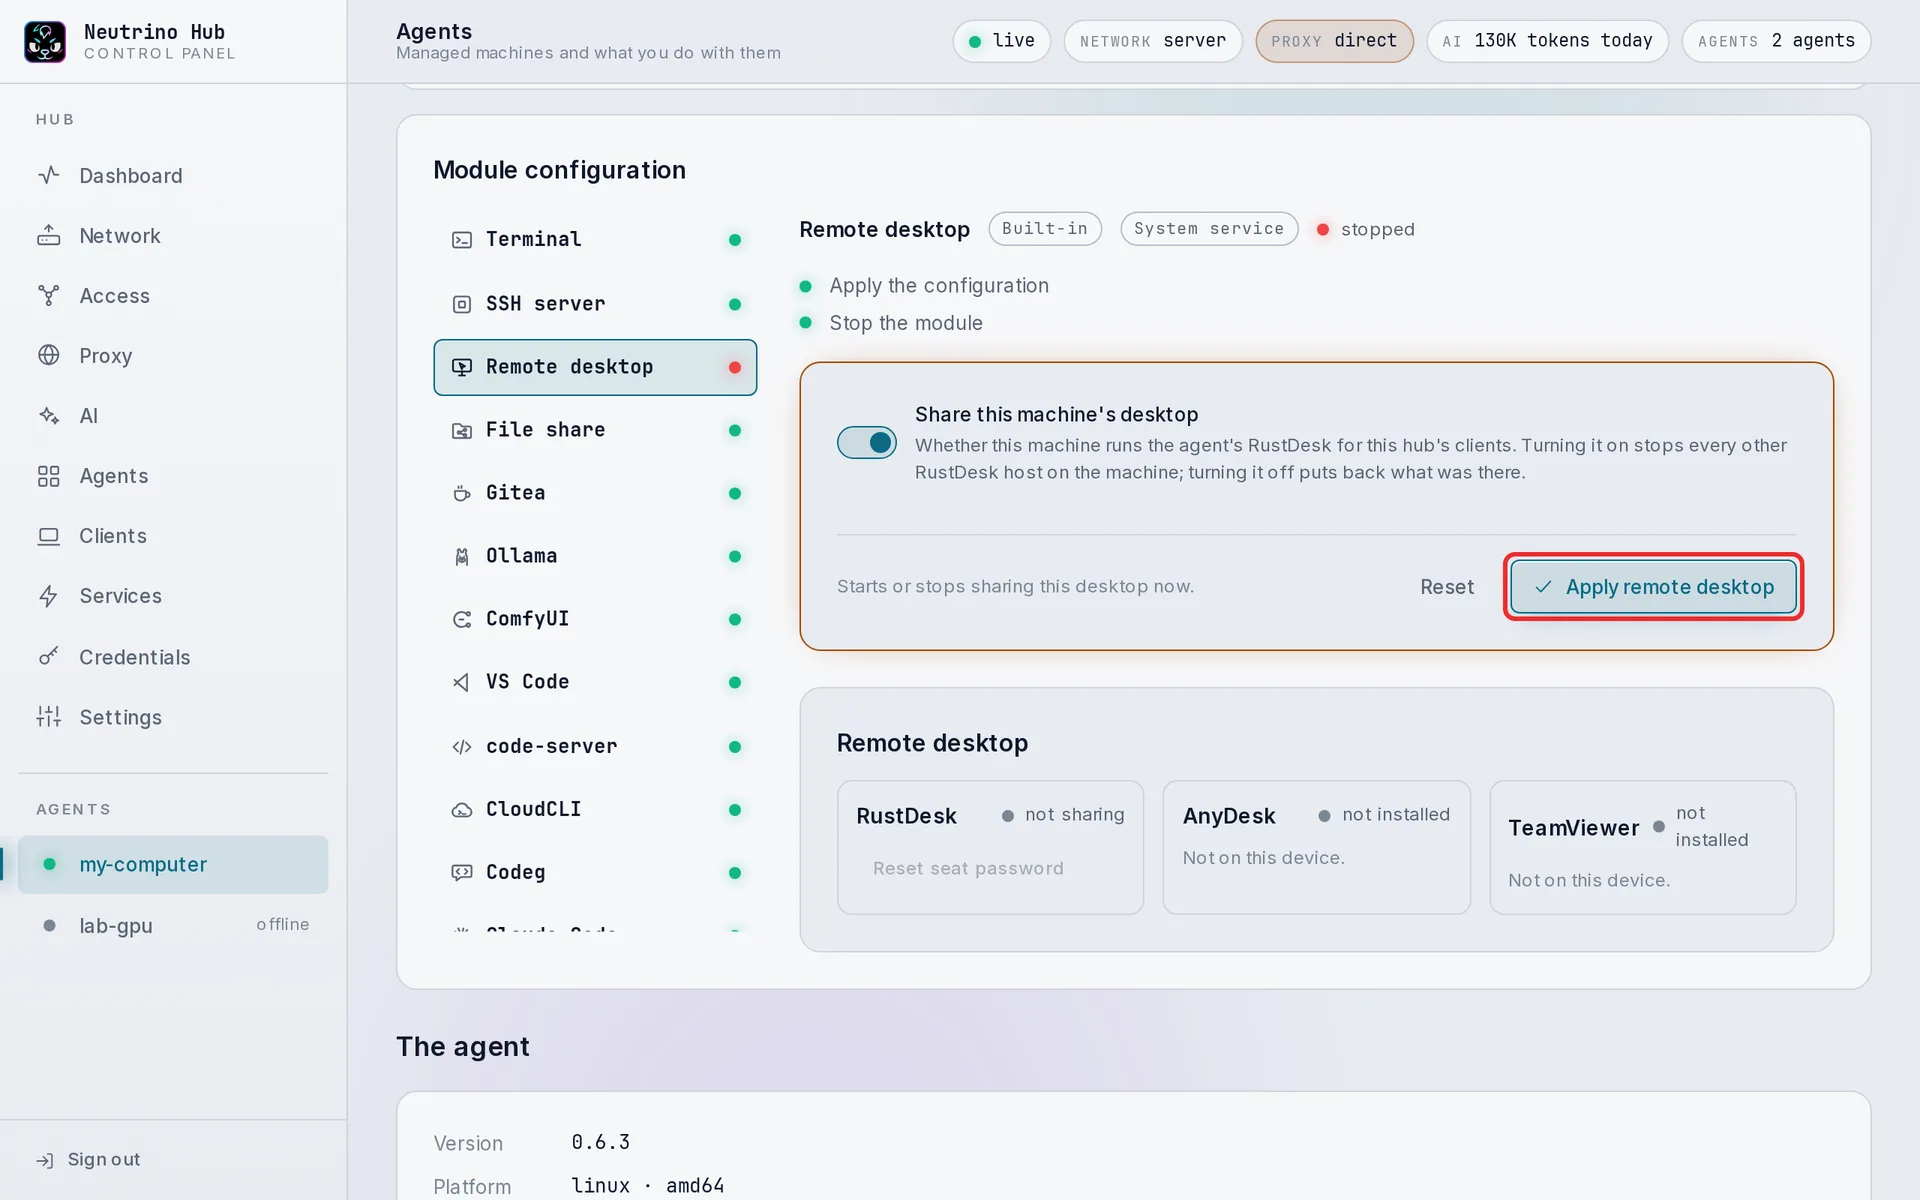 Neutrino Hub
CONTROL PANEL
Agents
Managed machines and what you do with them
live
NETWORK server
PROXY direct
AI 130K tokens today
AGENTS 2 agents
HUB
Dashboard
Network
Access
Proxy
AI
Agents
Clients
Services
Credentials
Settings
AGENTS
my-computer
lab-gpu offline
Sign out
Module configuration
Terminal
SSH server
Remote desktop
File share
Gitea
Ollama
ComfyUI
VS Code
code-server
CloudCLI
Codeg
Remote desktop Built-in System service stopped
Apply the configuration
Stop the module
Share this machine's desktop
Whether this machine runs the agent's RustDesk for this hub's clients. Turning it on stops every other
RustDesk host on the machine; turning it off puts back what was there.
Starts or stops sharing this desktop now.
Reset
Apply remote desktop
Remote desktop
RustDesk not sharing
Reset seat password
AnyDesk not installed
Not on this device.
TeamViewer not
installed
Not on this device.
The agent
Version 0.6.3
Platform linux · amd64